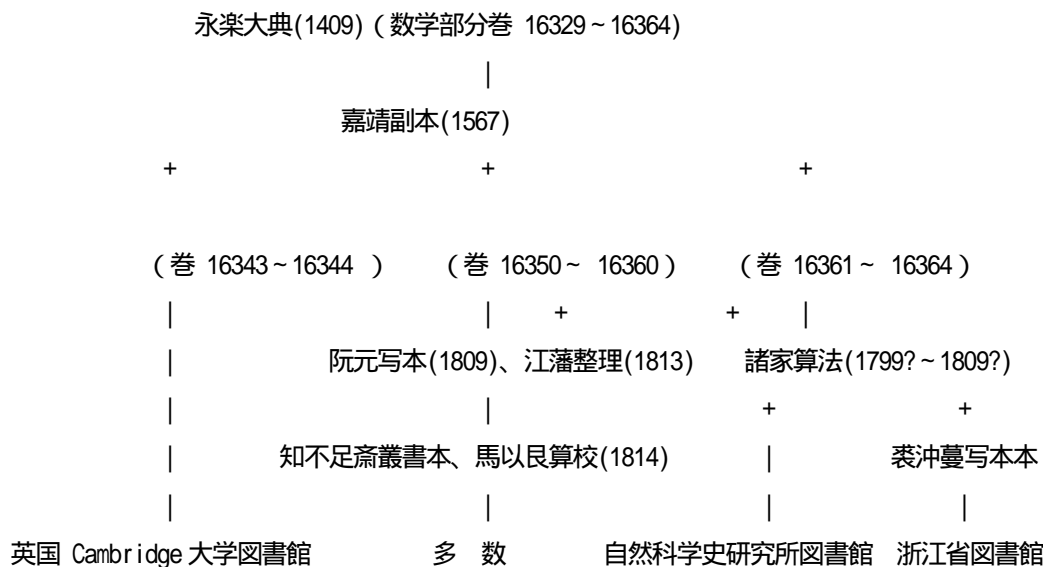 永楽大典(1409)(数学部分巻 16329~16364)
|
嘉靖副本(1567)
+ + +
(巻 16343~16344 ) (巻 16350~ 16360) (巻 16361~ 16364)
| | + + |
| 阮元写本(1809)、江藩整理(1813) 諸家算法(1799?~1809?)
| | + +
| 知不足斎叢書本、馬以艮算校(1814) | 裘沖蔓写本本
| | | |
英国 Cambridge 大学図書館 多 数 自然科学史研究所図書館 浙江省図書館